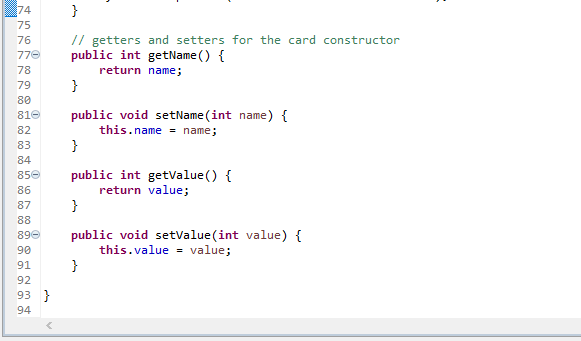 74 }
75
76 // getters and setters for the card constructor
77 public int getName() {
78 return name;
79 }
80
81 public void setName(int name) {
82 this.name = name;
83 }
84
85 public int getValue() {
86 return value;
87 }
88
89 public void setValue(int value) {
90 this.value = value;
91 }
92
93 }
94